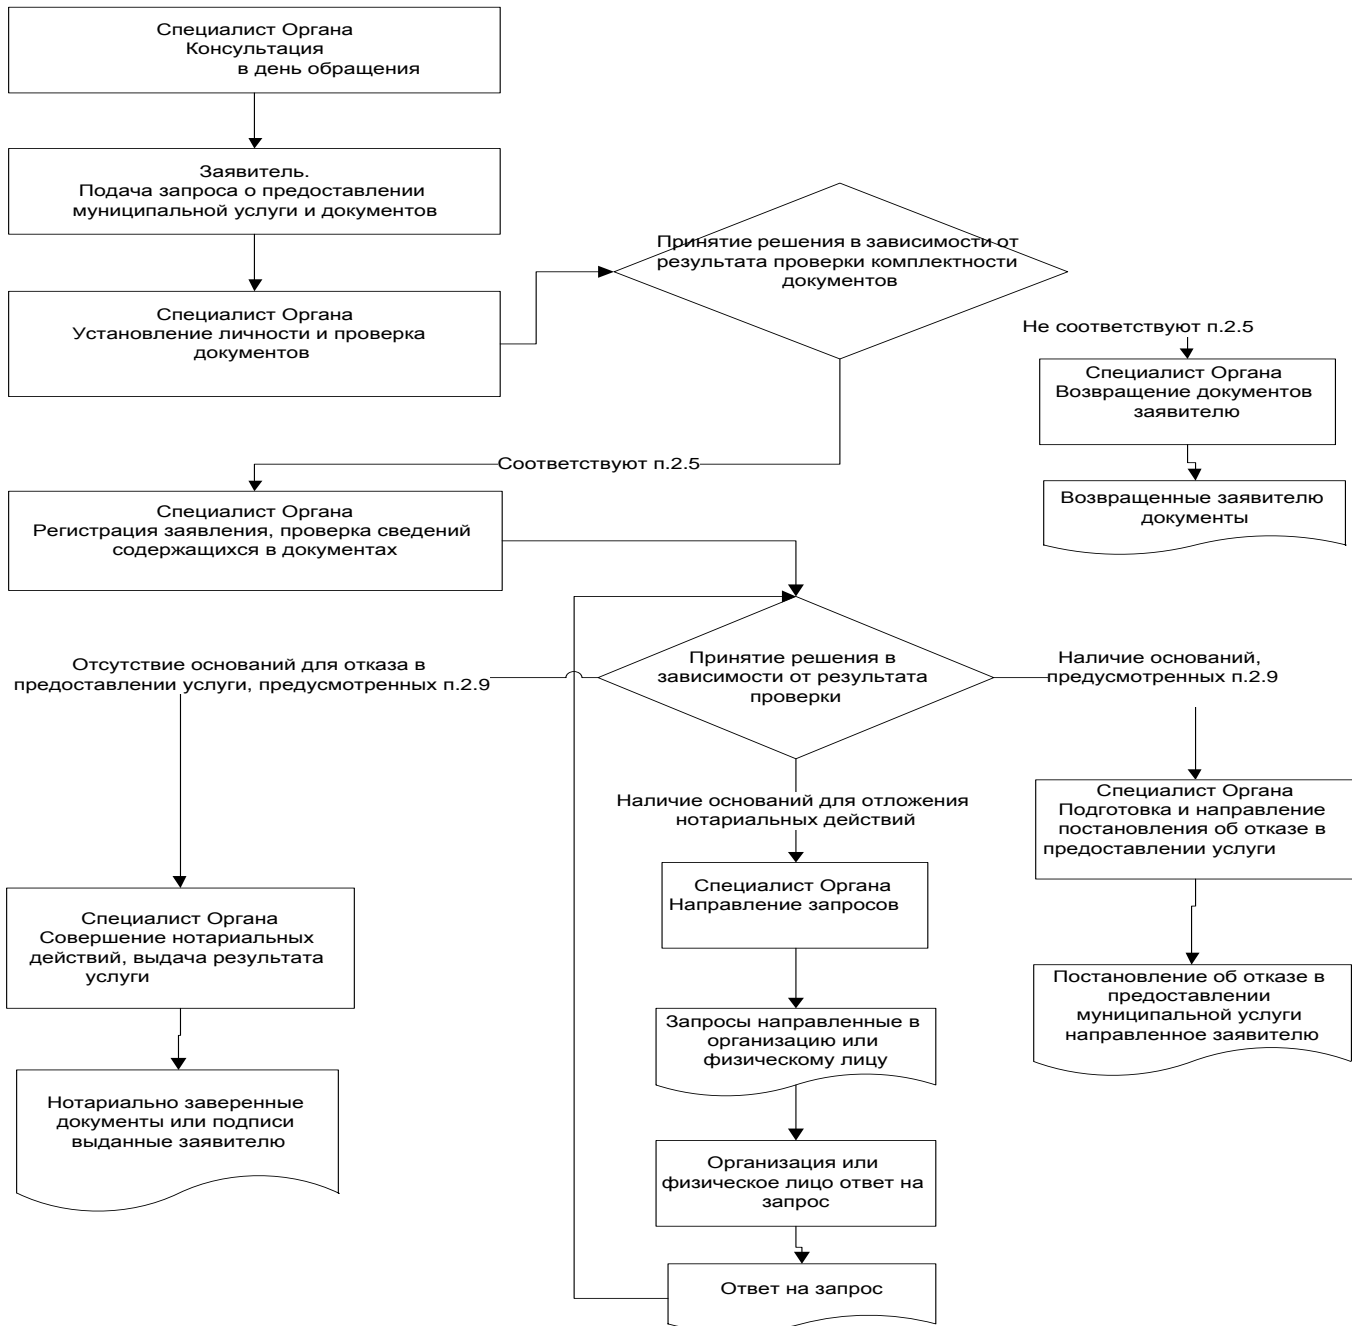 Специалист Органа
Консультация
в день обращения
Заявитель.
Подача запроса о предоставлении
муниципальной услуги и документов
Специалист Органа
Установление личности и проверка
документов
Принятие решения в зависимости от
результата проверки комплектности
документов
Не соответствуют п.2.5
Специалист Органа
Возвращение документов
заявителю
Возвращенные заявителю
документы
Соответствуют п.2.5
Специалист Органа
Регистрация заявления, проверка сведений
содержащихся в документах
Принятие решения в
зависимости от результата
проверки
Отсутствие оснований для отказа в
предоставлении услуги, предусмотренных п.2.9
Наличие оснований,
предусмотренных п.2.9
Наличие оснований для отложения
нотариальных действий
Специалист Органа
Подготовка и направление
постановления об отказе в
предоставлении услуги
Специалист Органа
Направление запросов
Специалист Органа
Совершение нотариальных
действий, выдача результата
услуги
Постановление об отказе в
предоставлении
муниципальной услуги
направленное заявителю
Запросы направленные в
организацию или
физическому лицу
Нотариально заверенные
документы или подписи
выданные заявителю
Организация или
физическое лицо ответ на
запрос
Ответ на запрос